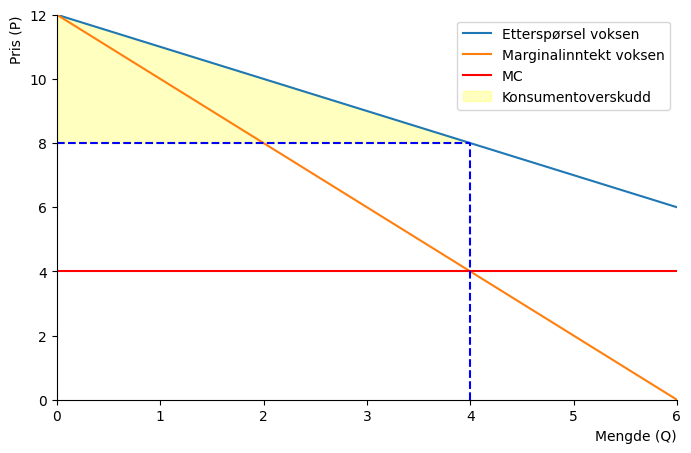 Pris (P)
12
10
8
6
4
2
0
Etterspørsel voksen
Marginalinntekt voksen
MC
Konsumentoverskudd
0 1 2 3 4 5 6
Mengde (Q)